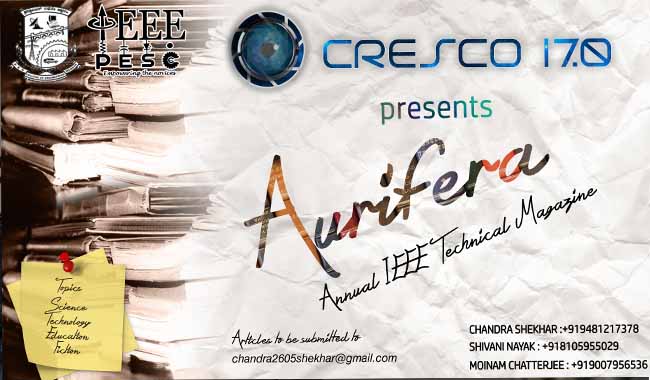 IEEE
PESC
Empowering the novices
CRESCO 17.0
presents
Aurifera
Annual IEEE Technical Magazine
Topics
Science
Technology
Education
Fiction
Articles to be submitted to
chandra2605shekhar@gmail.com
CHANDRA SHEKHAR :+919481217378
SHIVANI NAYAK : +918105955029
MOINAM CHATTERJEE : +919007956536